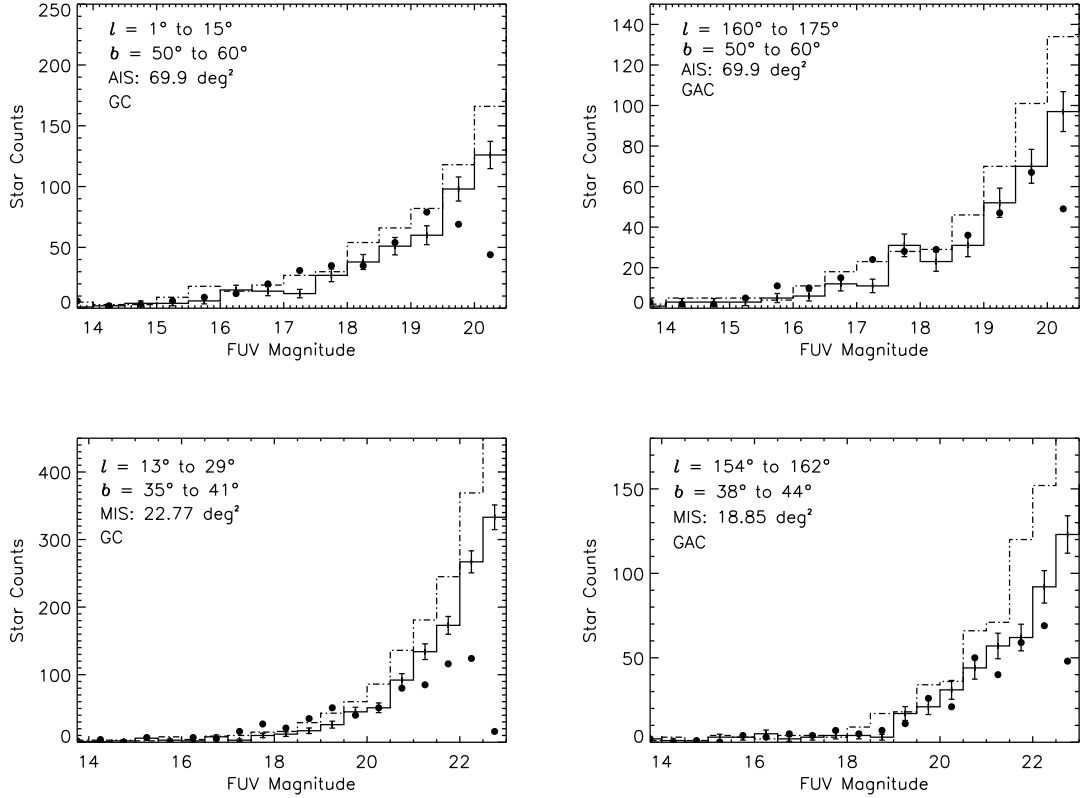 250
200
150
100
50
0
Star Counts
l = 1° to 15°
b = 50° to 60°
AIS: 69.9 deg²
GC
14 15 16 17 18 19 20
FUV Magnitude
140
120
100
80
60
40
20
0
Star Counts
l = 160° to 175°
b = 50° to 60°
AIS: 69.9 deg²
GAC
14 15 16 17 18 19 20
FUV Magnitude
400
300
200
100
0
Star Counts
l = 13° to 29°
b = 35° to 41°
MIS: 22.77 deg²
GC
14 16 18 20 22
FUV Magnitude
150
100
50
0
Star Counts
l = 154° to 162°
b = 38° to 44°
MIS: 18.85 deg²
GAC
14 16 18 20 22
FUV Magnitude